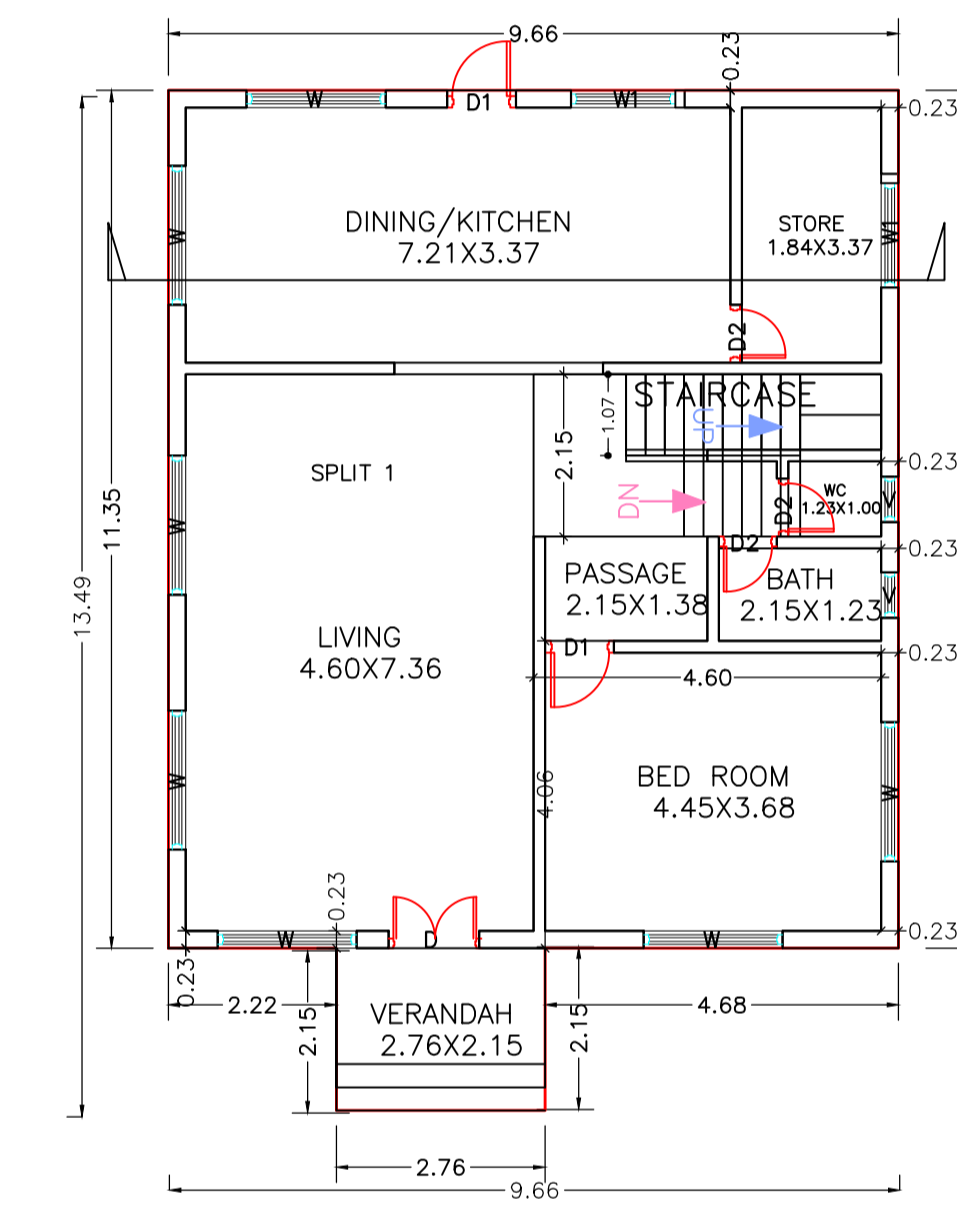 9.66
0.23
W
D1
W1
0.23
DINING/KITCHEN
7.21X3.37
STORE
1.84X3.37
W
W1
D2
STAIRCASE
UP
1.07
2.15
0.23
SPLIT 1
DN
D2
WC
1.23X1.00
V
W
11.35
D2
0.23
PASSAGE
2.15X1.38
BATH
2.15X1.23
V
13.49
LIVING
4.60X7.36
D1
0.23
4.60
BED ROOM
4.45X3.68
4.06
W
W
0.23
W
D
W
0.23
0.23
2.22
2.15
VERANDAH
2.76X2.15
2.15
4.68
2.76
9.66